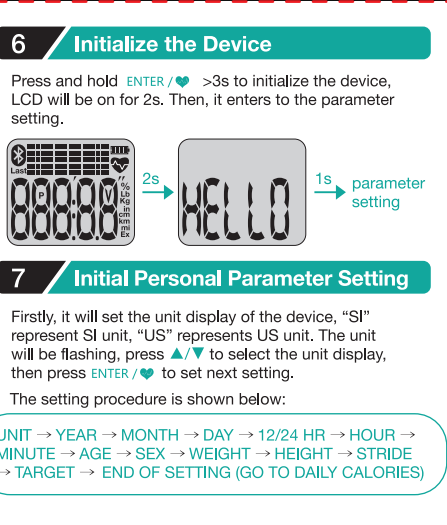 6 Initialize the Device
Press and hold ENTER / >3s to initialize the device,
LCD will be on for 2s. Then, it enters to the parameter
setting.
Last
888:88
P
V
"
%
Lb
Kg
in
cm
km
mi
Ex
2s
HELLO
1s
parameter
setting
7 Initial Personal Parameter Setting
Firstly, it will set the unit display of the device, “SI”
represent SI unit, “US” represents US unit. The unit
will be flashing, press ▲/▼ to select the unit display,
then press ENTER / to set next setting.
The setting procedure is shown below:
UNIT → YEAR → MONTH → DAY → 12/24 HR → HOUR →
MINUTE → AGE → SEX → WEIGHT → HEIGHT → STRIDE
→ TARGET → END OF SETTING (GO TO DAILY CALORIES)